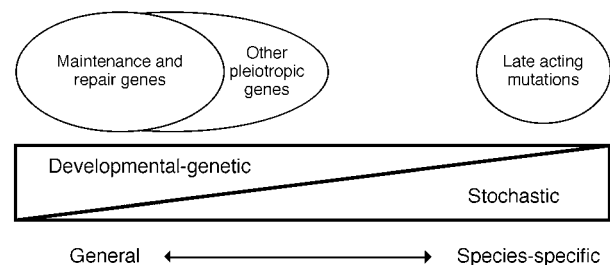 Maintenance and
repair genes
Other
pleiotropic
genes
Late acting
mutations
Developmental-genetic
Stochastic
General
Species-specific